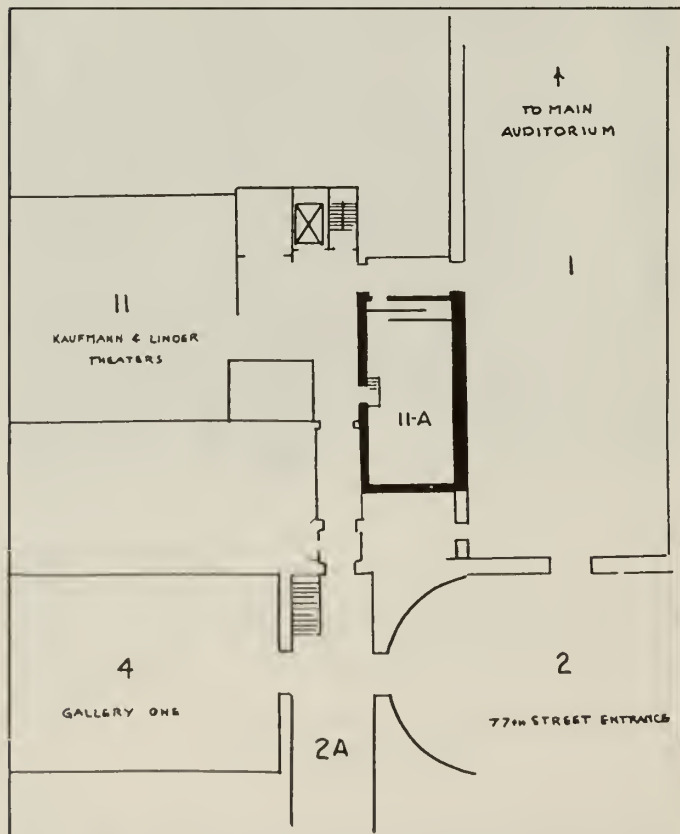 ↑
TO MAIN
AUDITORIUM
1
11
KAUFMANN & LINDER
THEATERS
11-A
4
GALLERY ONE
2
77TH STREET ENTRANCE
2A